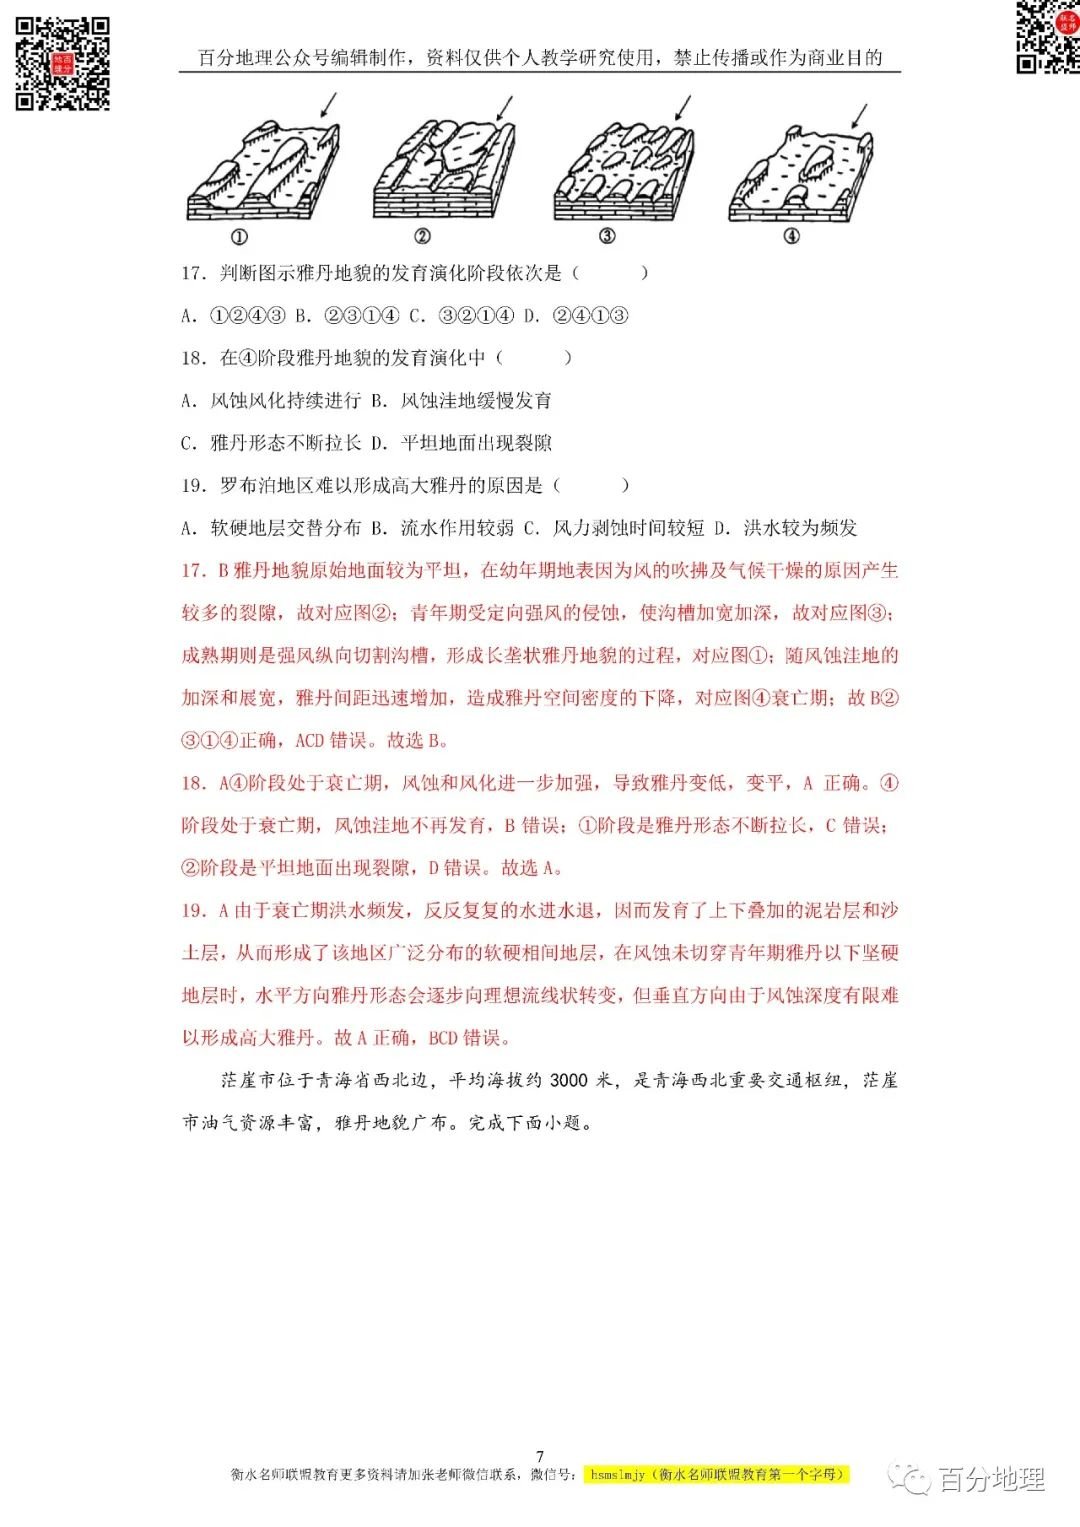 百分地理公众号编辑制作，资料仅供个人教学研究使用，禁止传播或作为商业目的
① ② ③ ④
17．判断图示雅丹地貌的发育演化阶段依次是（ ）
A．①②④③ B．②③①④ C．③②①④ D．②④①③
18．在④阶段雅丹地貌的发育演化中（ ）
A．风蚀风化持续进行 B．风蚀洼地缓慢发育
C．雅丹形态不断拉长 D．平坦地面出现裂隙
19．罗布泊地区难以形成高大雅丹的原因是（ ）
A．软硬地层交替分布 B．流水作用较弱 C．风力剥蚀时间较短 D．洪水较为频发
17．B 雅丹地貌原始地面较为平坦，在幼年期地表因为风的吹拂及气候干燥的原因产生
较多的裂隙，故对应图②；青年期受定向强风的侵蚀，使沟槽加宽加深，故对应图③；
成熟期则是强风纵向切割沟槽，形成长垄状雅丹地貌的过程，对应图①；随风蚀洼地的
加深和展宽，雅丹间距迅速增加，造成雅丹空间密度的下降，对应图④衰亡期；故 B②
③①④正确，ACD 错误。故选 B。
18．A④阶段处于衰亡期，风蚀和风化进一步加强，导致雅丹变低，变平，A 正确。④
阶段处于衰亡期，风蚀洼地不再发育，B 错误；①阶段是雅丹形态不断拉长，C 错误；
②阶段是平坦地面出现裂隙，D 错误。故选 A。
19．A 由于衰亡期洪水频发，反反复复的水进水退，因而发育了上下叠加的泥岩层和沙
土层，从而形成了该地区广泛分布的软硬相间地层，在风蚀未切穿青年期雅丹以下坚硬
地层时，水平方向雅丹形态会逐步向理想流线状转变，但垂直方向由于风蚀深度有限难
以形成高大雅丹。故 A 正确，BCD 错误。
茫崖市位于青海省西北边，平均海拔约 3000 米，是青海西北重要交通枢纽，茫崖
市油气资源丰富，雅丹地貌广布。完成下面小题。
7
衡水名师联盟教育更多资料请加张老师微信联系，微信号： hsmslmjy（衡水名师联盟教育第一个字母）
百分地理